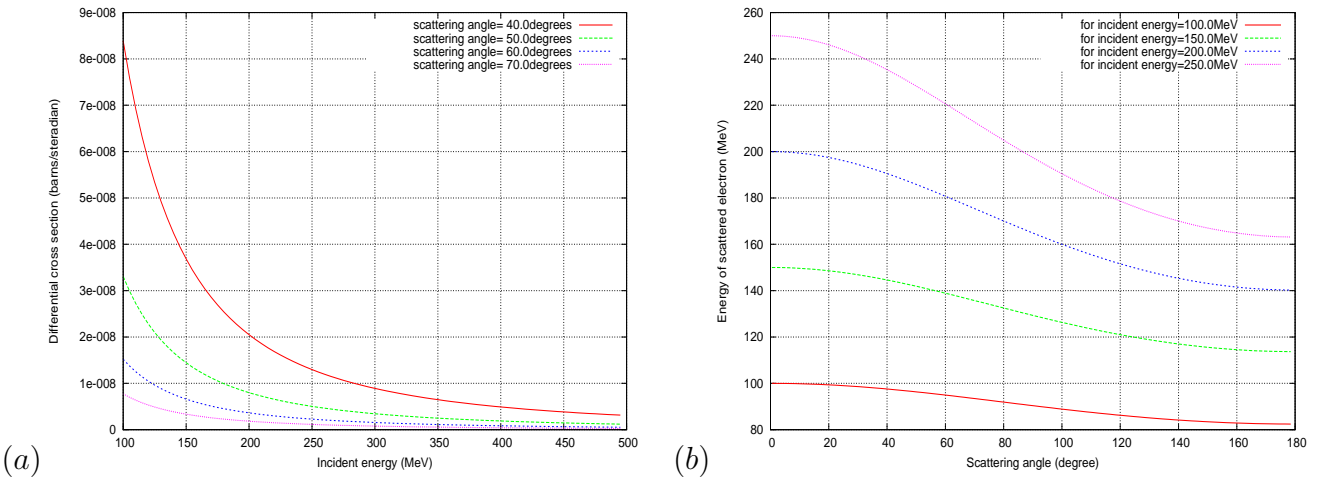 9e-008
8e-008
7e-008
6e-008
5e-008
4e-008
3e-008
2e-008
1e-008
0
100 150 200 250 300 350 400 450 500
Differential cross section (barns/steradian)
Incident energy (MeV)
scattering angle= 40.0degrees
scattering angle= 50.0degrees
scattering angle= 60.0degrees
scattering angle= 70.0degrees
(a)
260
240
220
200
180
160
140
120
100
80
0 20 40 60 80 100 120 140 160 180
Energy of scattered electron (MeV)
Scattering angle (degree)
for incident energy=100.0MeV
for incident energy=150.0MeV
for incident energy=200.0MeV
for incident energy=250.0MeV
(b)